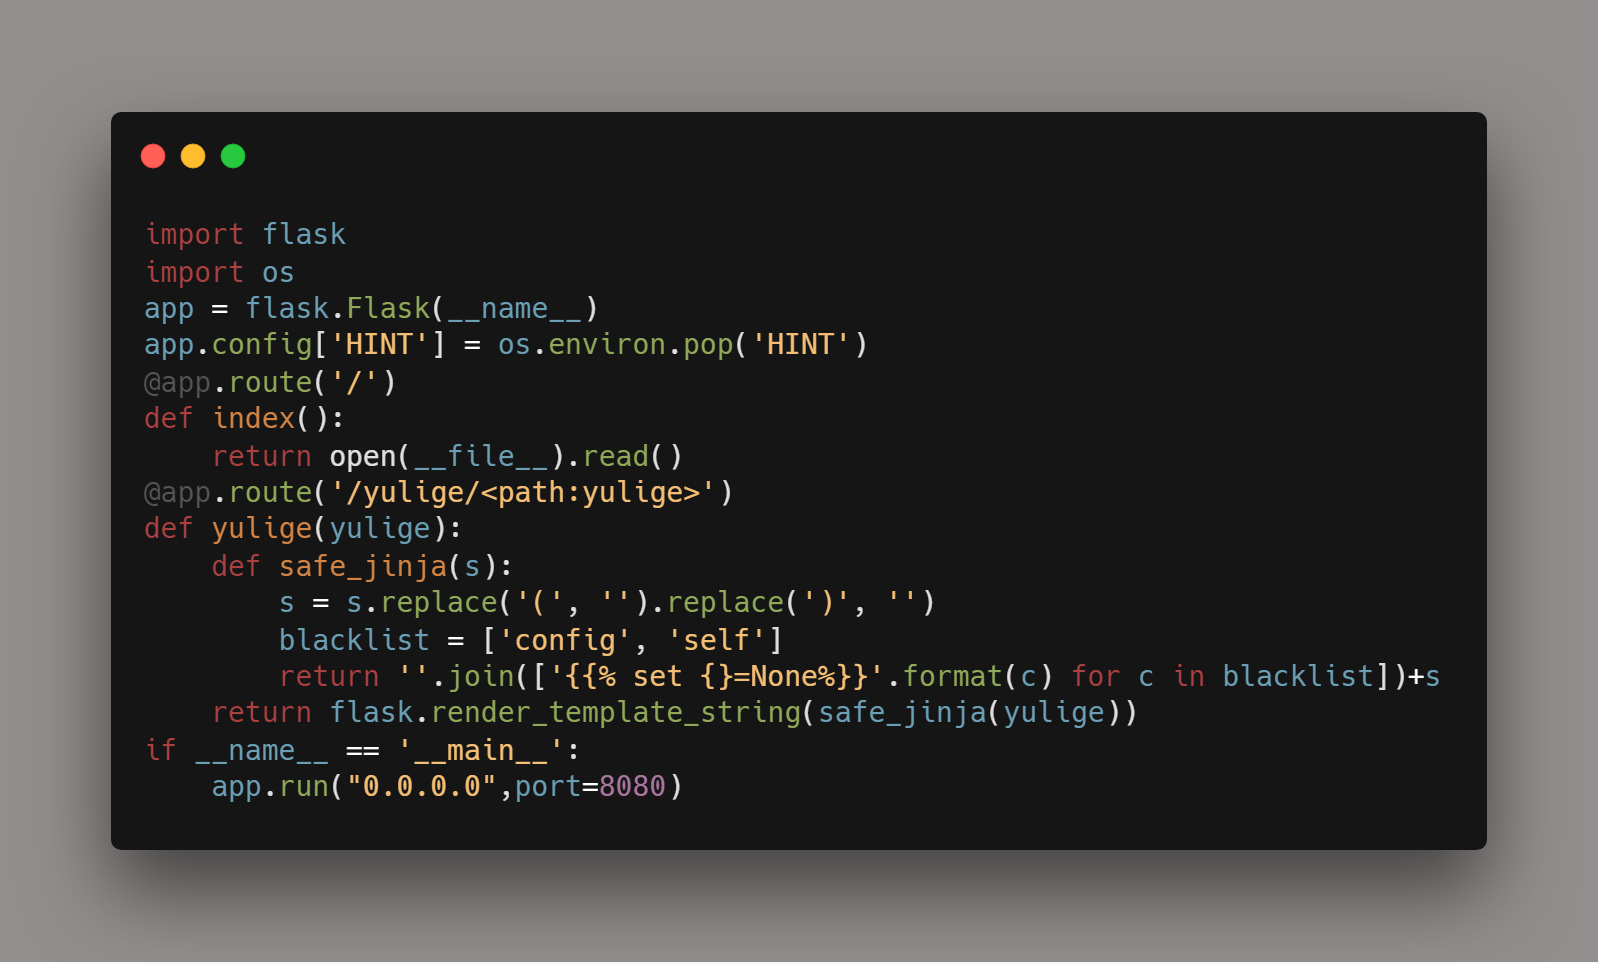 import flask
import os
app = flask.Flask(__name__)
app.config['HINT'] = os.environ.pop('HINT')
@app.route('/')
def index():
    return open(__file__).read()
@app.route('/yulige/<path:yulige>')
def yulige(yulige):
    def safe_jinja(s):
        s = s.replace('(', '').replace(')', '')
        blacklist = ['config', 'self']
        return ''.join(['{{% set {}=None%}}'.format(c) for c in blacklist])+s
    return flask.render_template_string(safe_jinja(yulige))
if __name__ == '__main__':
    app.run("0.0.0.0",port=8080)